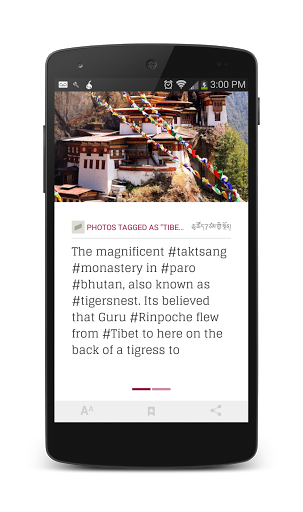 3:00 PM
PHOTOS TAGGED AS "TIBE...
The magnificent #taktsang
#monastery in #paro
#bhutan, also known as
#tigersnest. Its believed
that Guru #Rinpoche flew
from #Tibet to here on the
back of a tigress to
AA